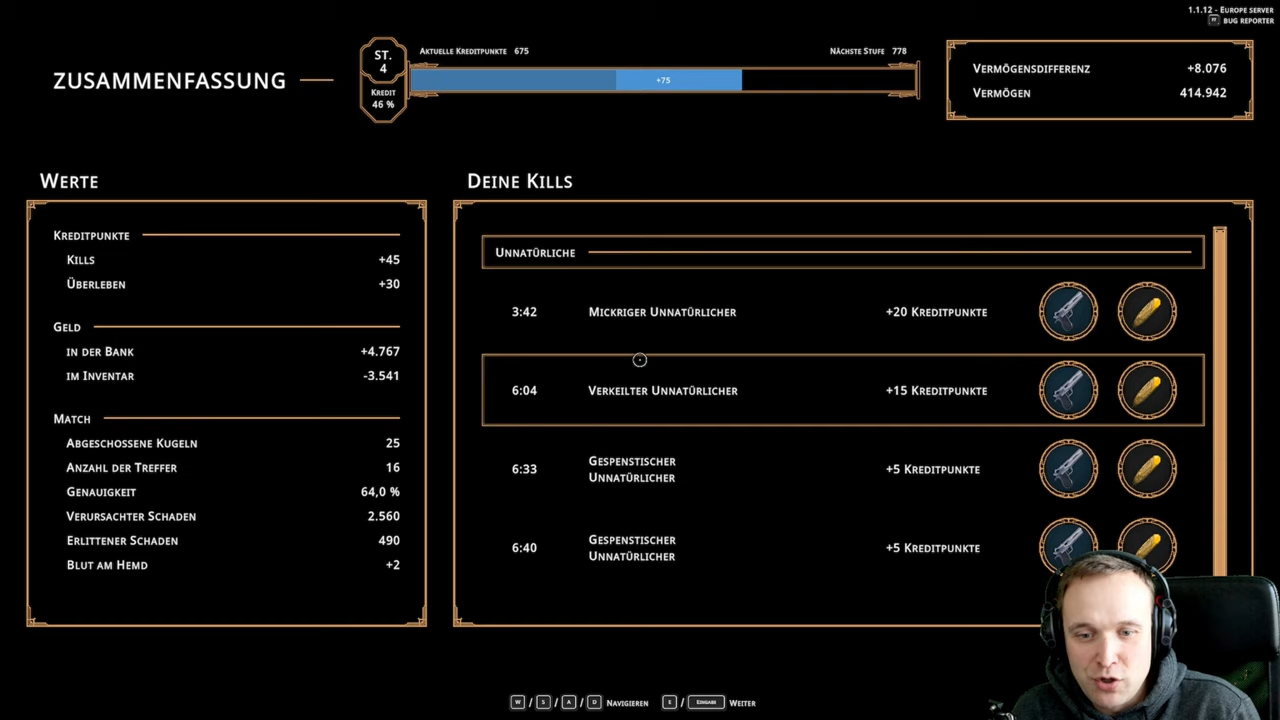 1.1.12 - Europe server
Bug Reporter
Zusammenfassung
St.
4
Kredit
46 %
Aktuelle Kreditpunkte 675
Nächste Stufe 778
+75
Vermögensdifferenz +8.076
Vermögen 414.942
Werte
Kreditpunkte
Kills +45
Überleben +30
Geld
in der Bank +4.767
im Inventar -3.541
Match
Abgeschossene Kugeln 25
Anzahl der Treffer 16
Genauigkeit 64,0 %
Verursachter Schaden 2.560
Erlittener Schaden 490
Blut am Hemd +2
Deine Kills
Unnatürliche
3:42 Mickriger Unnatürlicher +20 Kreditpunkte
6:04 Verkeilter Unnatürlicher +15 Kreditpunkte
6:33 Gespenstischer
Unnatürlicher +5 Kreditpunkte
6:40 Gespenstischer
Unnatürlicher +5 Kreditpunkte
W / S / A / D Navigieren E / Eingabe Weiter